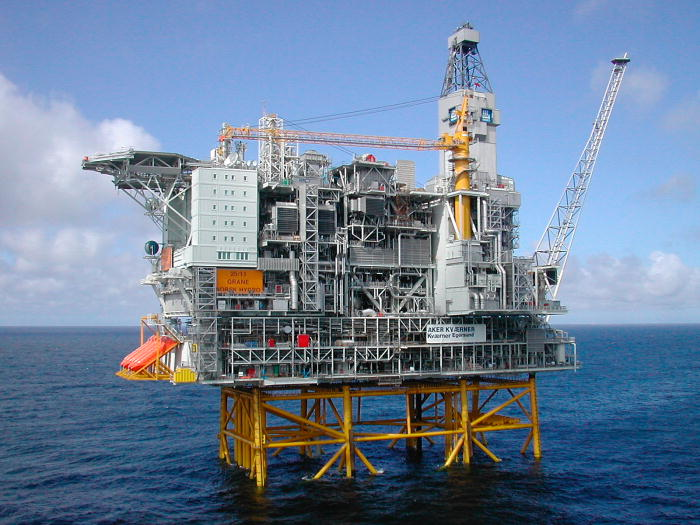 25/11
GRANE
NORSK HYDRO
AKER KVÆRNER
Kværner Egersund